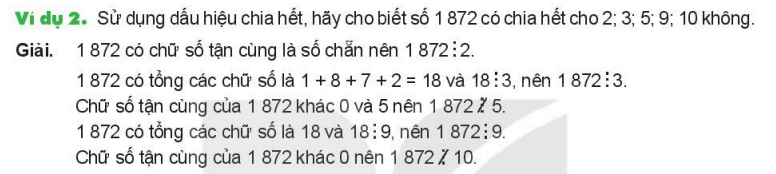 Ví dụ 2. Sử dụng dấu hiệu chia hết, hãy cho biết số 1 872 có chia hết cho 2; 3; 5; 9; 10 không.
Giải. 1 872 có chữ số tận cùng là số chẵn nên 1 872 ⋮ 2.
1 872 có tổng các chữ số là 1 + 8 + 7 + 2 = 18 và 18 ⋮ 3, nên 1 872 ⋮ 3.
Chữ số tận cùng của 1 872 khác 0 và 5 nên 1 872 ⋮̸ 5.
1 872 có tổng các chữ số là 18 và 18 ⋮ 9, nên 1 872 ⋮ 9.
Chữ số tận cùng của 1 872 khác 0 nên 1 872 ⋮̸ 10.